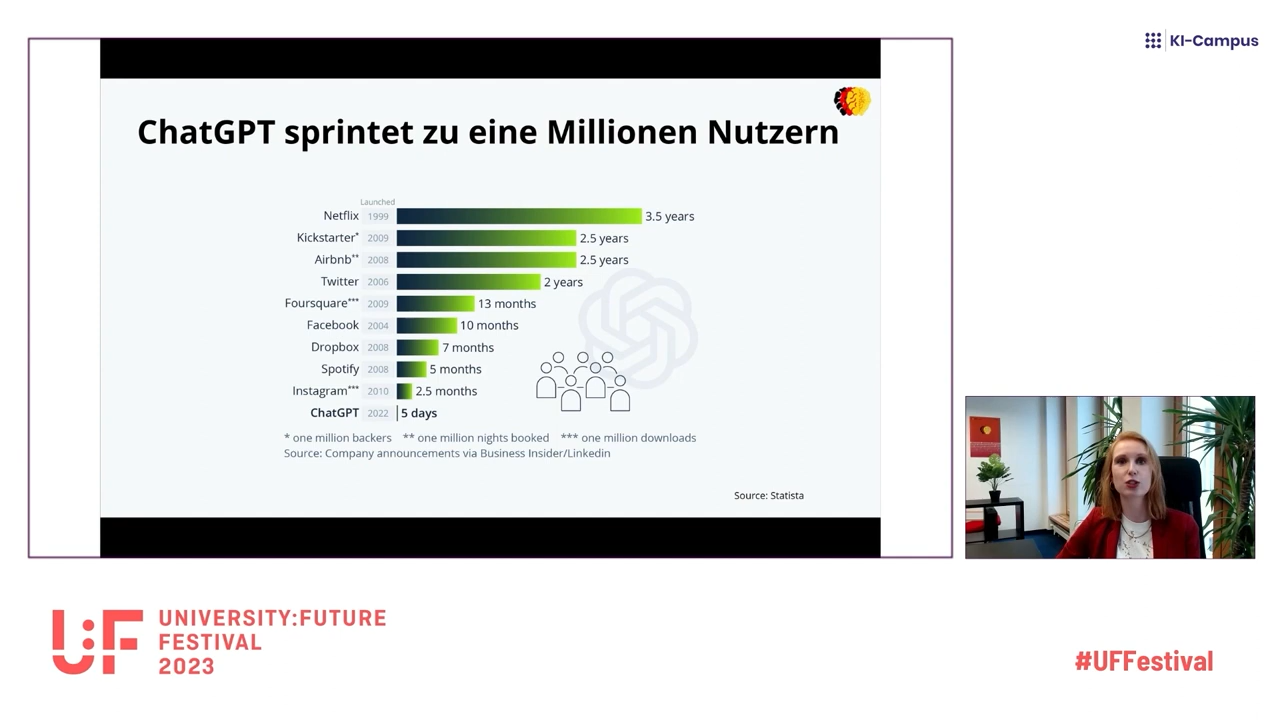 KI-Campus
ChatGPT sprintet zu eine Millionen Nutzern
Launched
Netflix 1999 3.5 years
Kickstarter* 2009 2.5 years
Airbnb** 2008 2.5 years
Twitter 2006 2 years
Foursquare*** 2009 13 months
Facebook 2004 10 months
Dropbox 2008 7 months
Spotify 2008 5 months
Instagram*** 2010 2.5 months
ChatGPT 2022 5 days
* one million backers ** one million nights booked *** one million downloads
Source: Company announcements via Business Insider/Linkedin
Source: Statista
U:F
UNIVERSITY:FUTURE
FESTIVAL
2023
#UFFestival